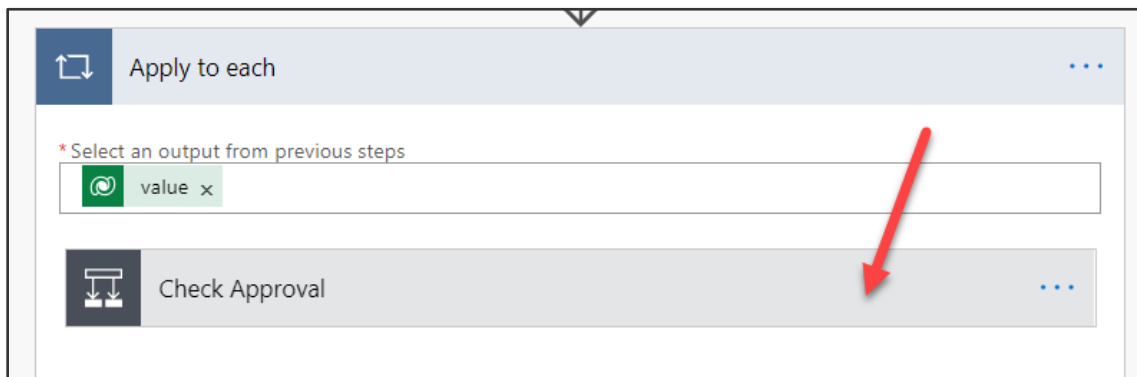 Apply to each
* Select an output from previous steps
value x
Check Approval